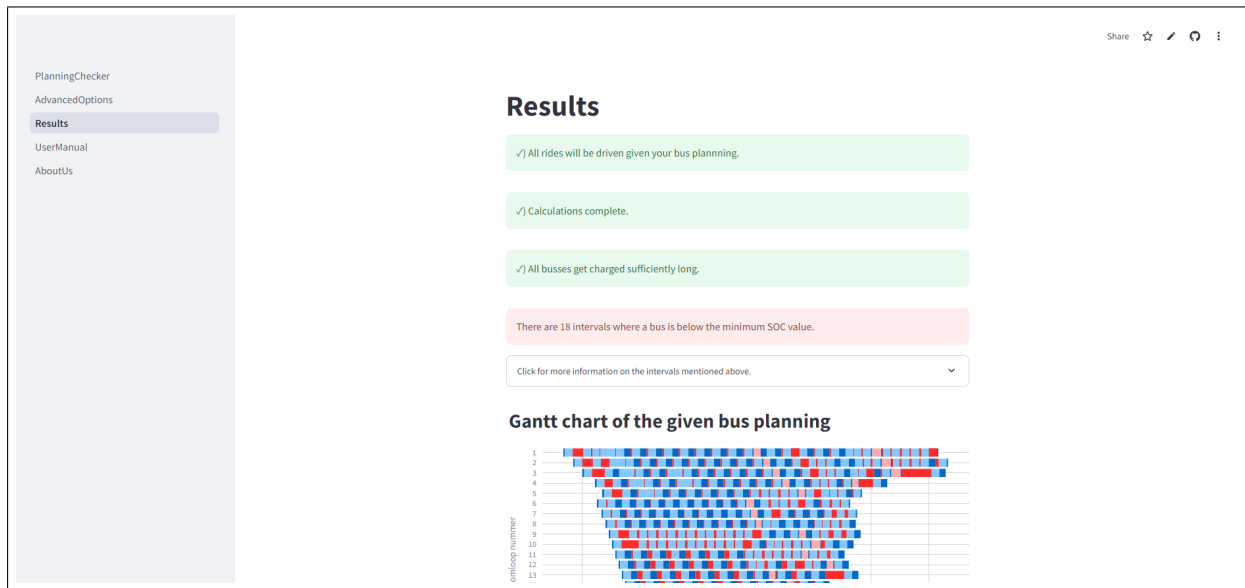 Share
PlanningChecker
AdvancedOptions
Results
UserManual
AboutUs
Results
✓) All rides will be driven given your bus plannning.
✓) Calculations complete.
✓) All busses get charged sufficiently long.
There are 18 intervals where a bus is below the minimum SOC value.
Click for more information on the intervals mentioned above.
Gantt chart of the given bus planning
1
2
3
4
5
6
7
8
9
10
11
12
13
omloop nummer